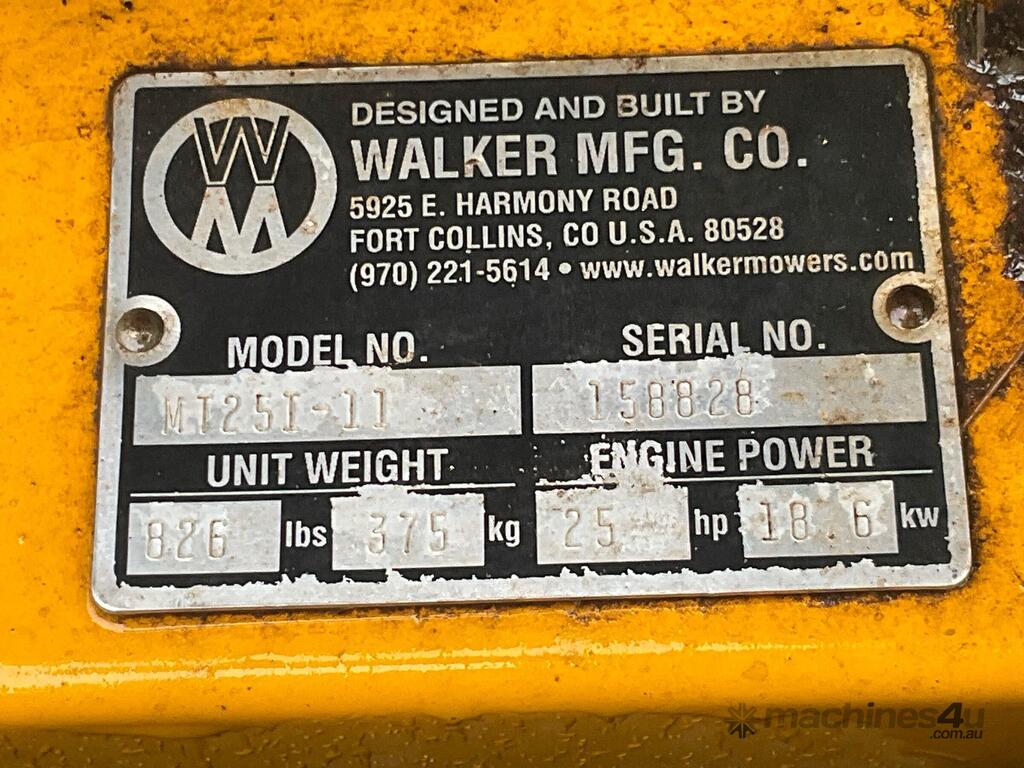 WM
DESIGNED AND BUILT BY
WALKER MFG. CO.
5925 E. HARMONY ROAD
FORT COLLINS, CO U.S.A. 80528
(970) 221-5614 • www.walkermowers.com
MODEL NO. SERIAL NO.
MT25I-11 158828
UNIT WEIGHT ENGINE POWER
826 lbs 375 kg 25 hp 18 6 kw
machines4u
.com.au